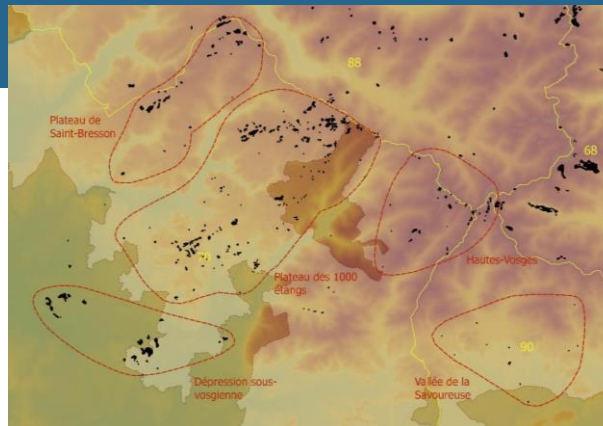 88
Plateau de
Saint-Bresson
68
70
Hautes-Vosges
Plateau des 1000
étangs
90
Dépression sous-
vosgienne
Vallée de la
Savoureuse